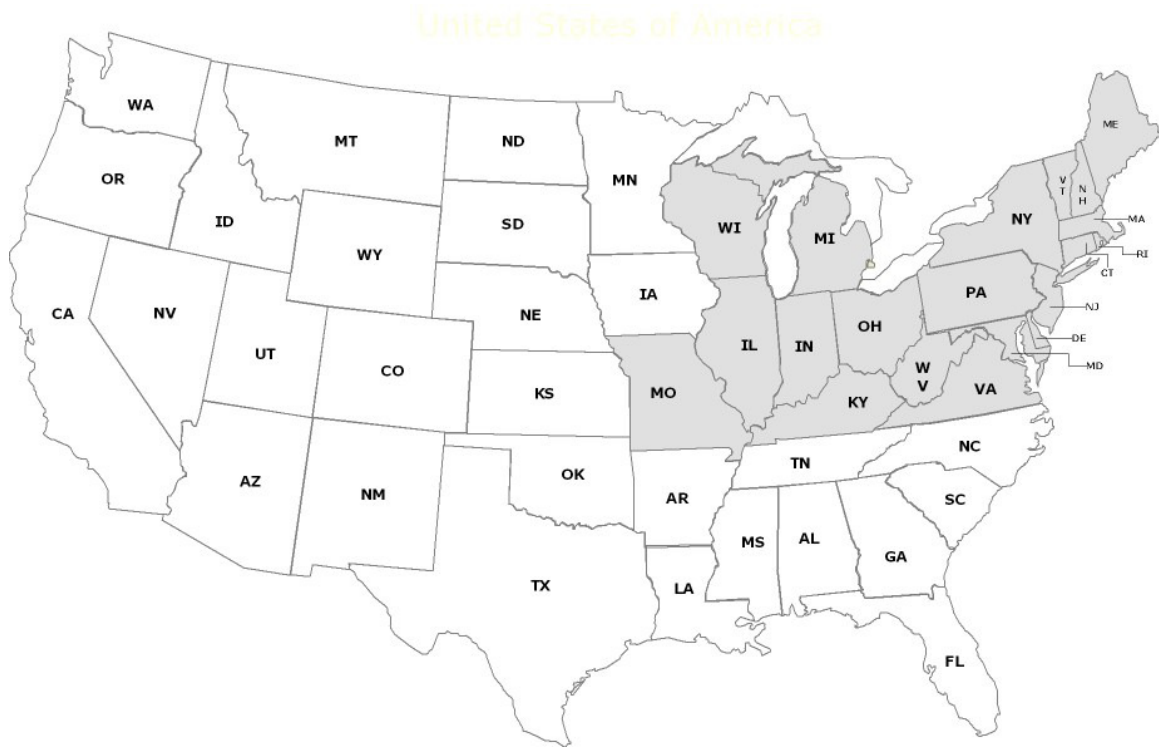 United States of America
WA
MT
ND
MN
ME
OR
ID
SD
WI
MI
NY
V
T
N
H
MA
WY
RI
CT
IA
PA
CA
NV
NE
NJ
UT
CO
IL
IN
OH
DE
W
V
MD
KS
MO
KY
VA
AZ
NM
OK
AR
TN
NC
SC
MS
AL
GA
TX
LA
FL